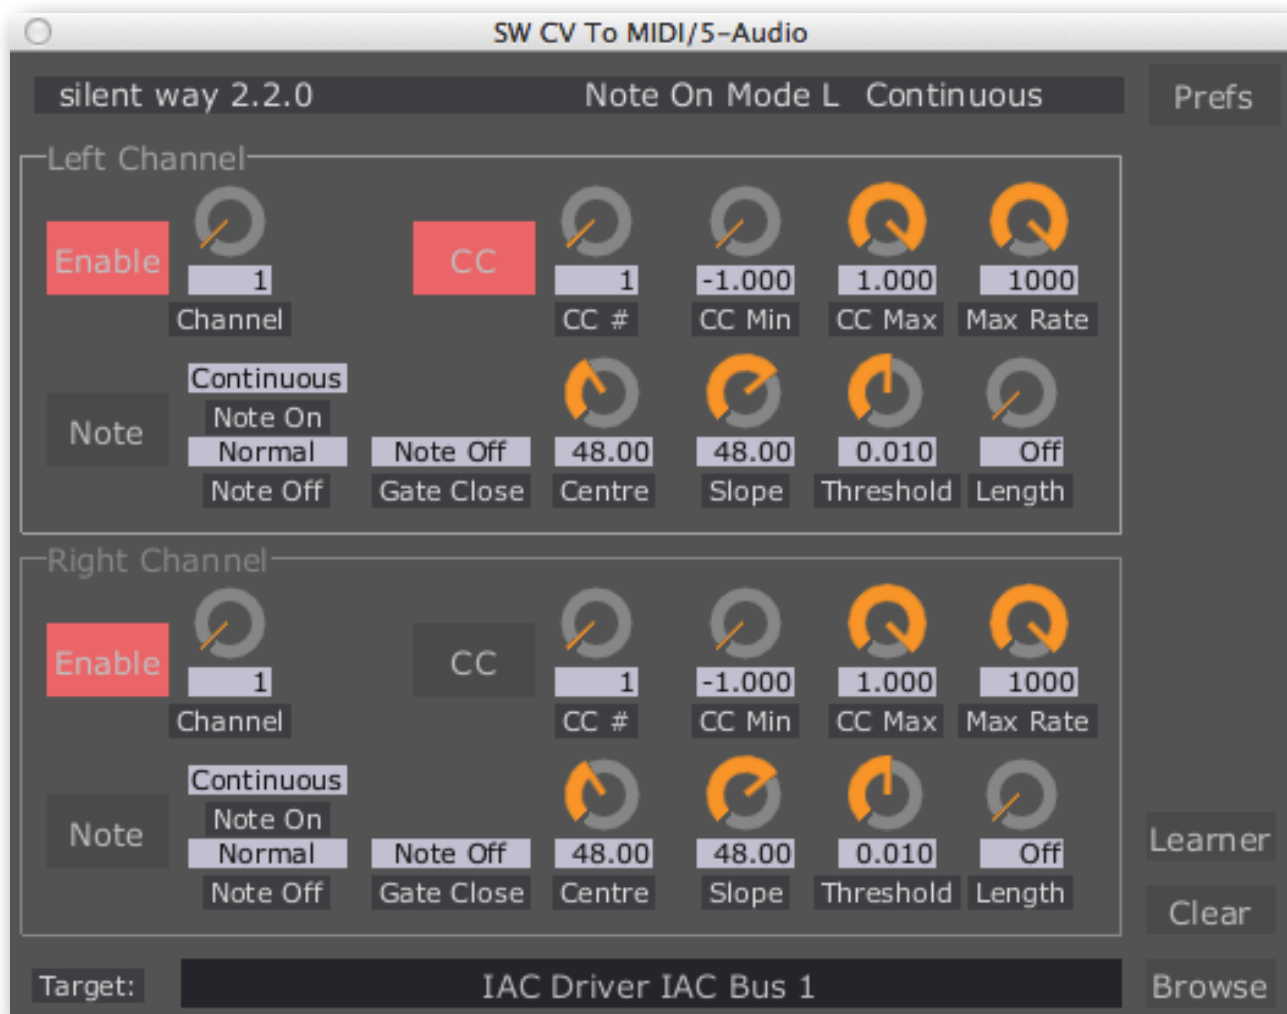 SW CV To MIDI/5-Audio
silent way 2.2.0 Note On Mode L Continuous
Prefs
Left Channel
Enable
1
Channel
CC
1 -1.000 1.000 1000
CC # CC Min CC Max Max Rate
Note
Continuous
Note On
Normal Note Off 48.00 48.00 0.010 Off
Note Off Gate Close Centre Slope Threshold Length
Right Channel
Enable
1
Channel
CC
1 -1.000 1.000 1000
CC # CC Min CC Max Max Rate
Note
Continuous
Note On
Normal Note Off 48.00 48.00 0.010 Off
Note Off Gate Close Centre Slope Threshold Length
Learner
Clear
Target: IAC Driver IAC Bus 1 Browse